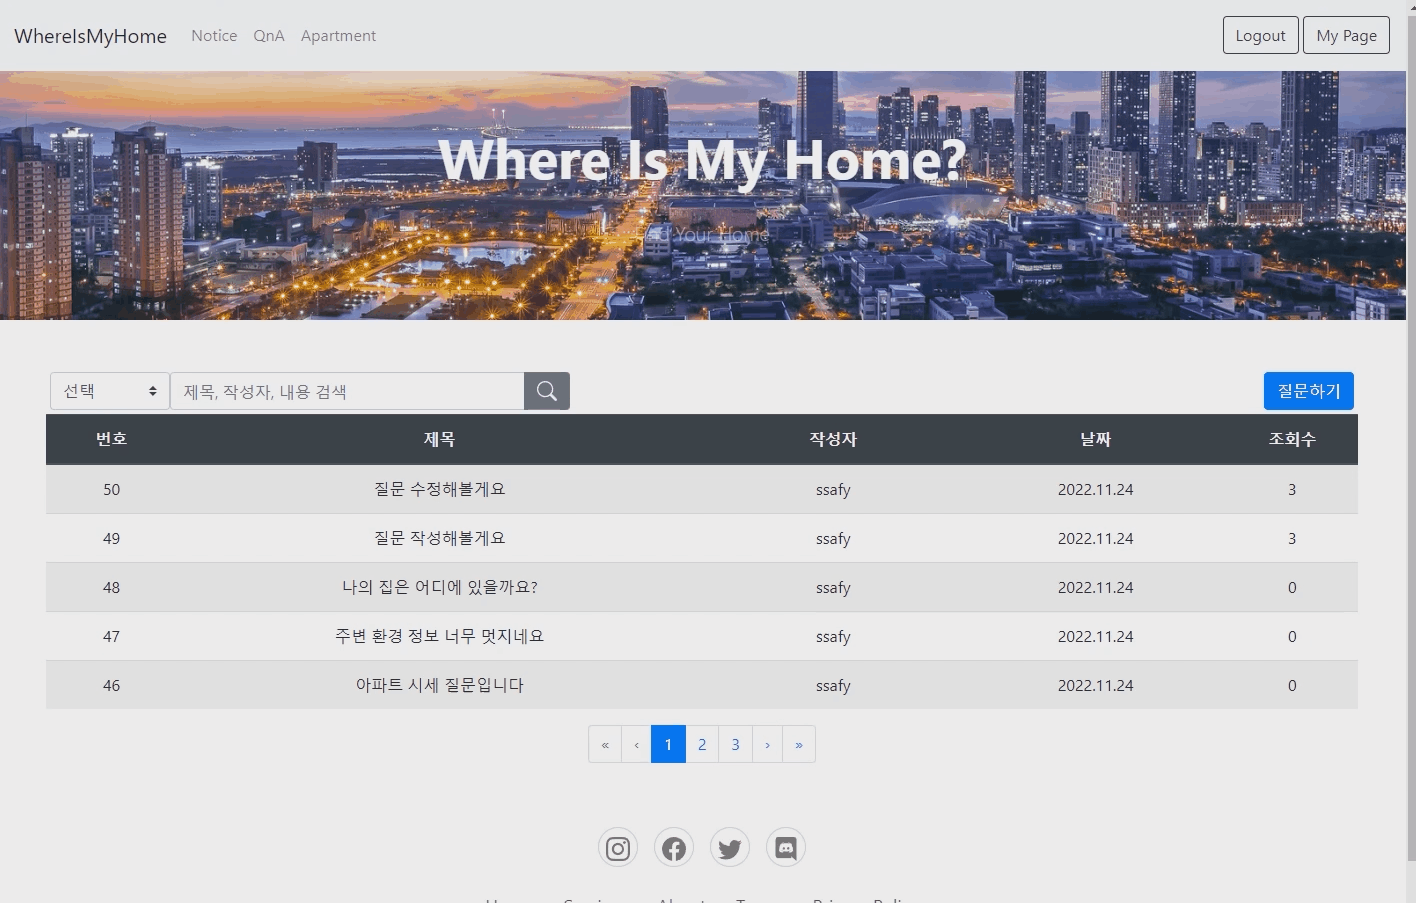 WhereIsMyHome Notice QnA Apartment Logout My Page
Where Is My Home?
Your Home
선택 제목, 작성자, 내용 검색 질문하기
번호 제목 작성자 날짜 조회수
50 질문 수정해볼게요 ssafy 2022.11.24 3
49 질문 작성해볼게요 ssafy 2022.11.24 3
48 나의 집은 어디에 있을까요? ssafy 2022.11.24 0
47 주변 환경 정보 너무 멋지네요 ssafy 2022.11.24 0
46 아파트 시세 질문입니다 ssafy 2022.11.24 0
« ‹ 1 2 3 › »